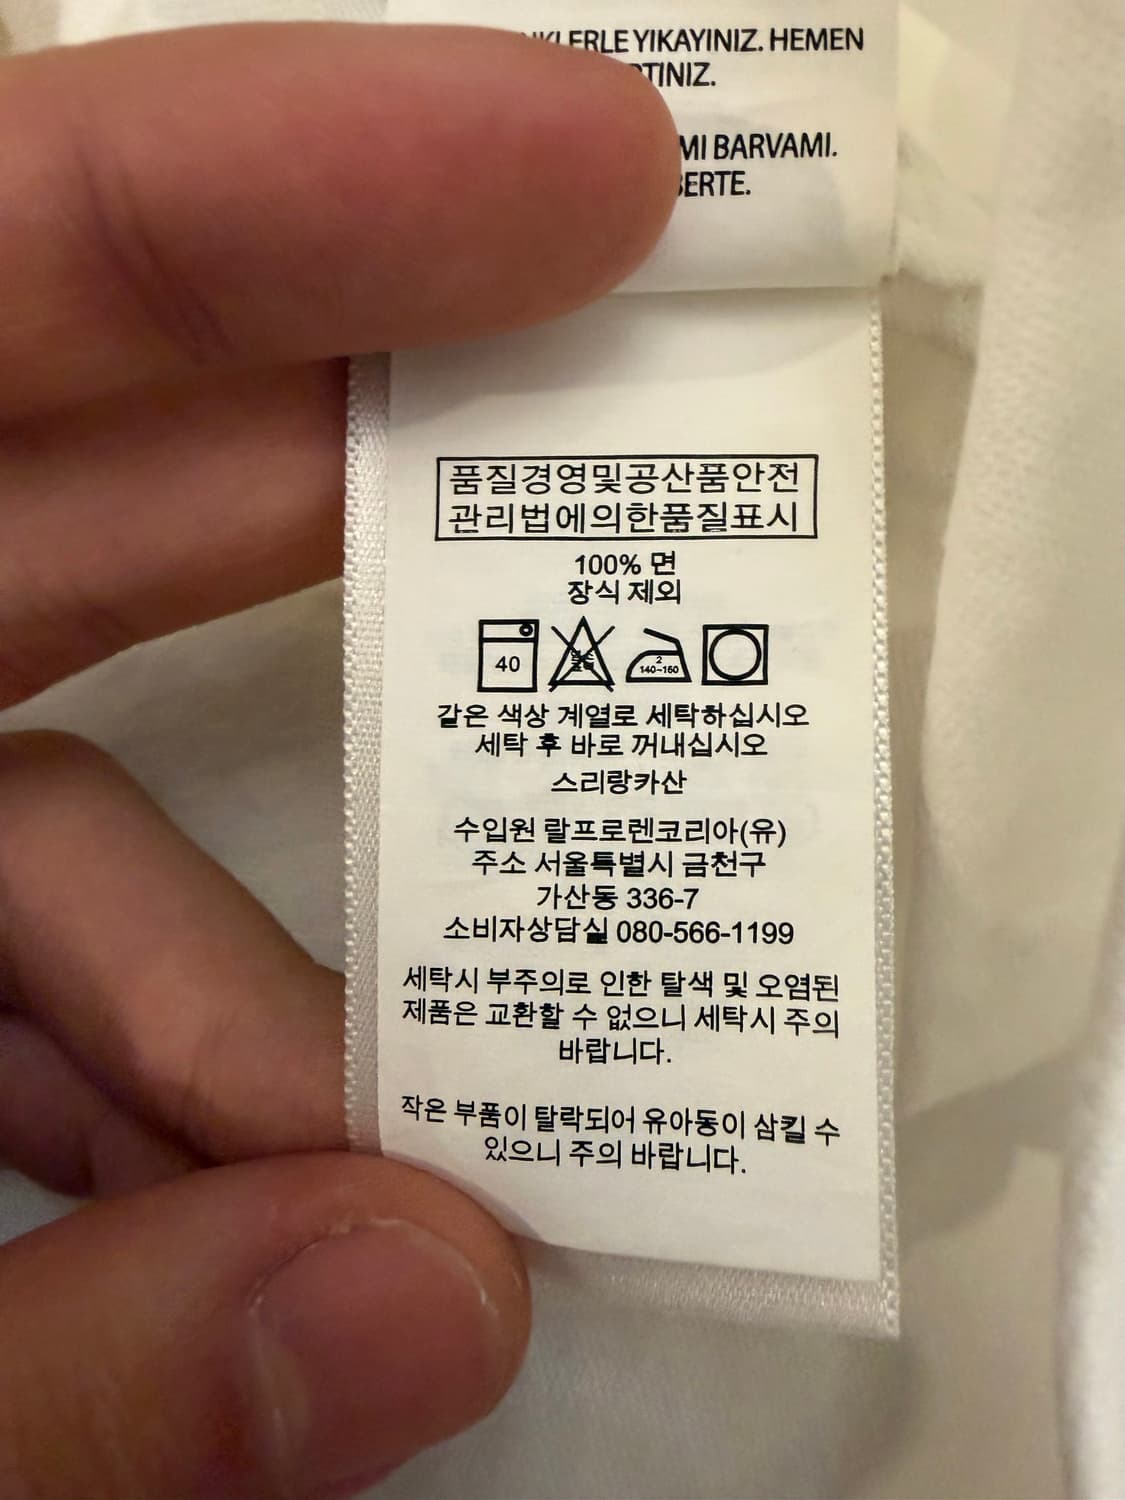 YIKAYINIZ. HEMEN
BARVAMI.
품질경영및공산품안전
관리법에의한품질표시
100% 면
장식 제외
40
2
140~160
같은 색상 계열로 세탁하십시오
세탁 후 바로 꺼내십시오
스리랑카산
수입원 랄프로렌코리아(유)
주소 서울특별시 금천구
가산동 336-7
소비자상담실 080-566-1199
세탁시 부주의로 인한 탈색 및 오염된
제품은 교환할 수 없으니 세탁시 주의
바랍니다.
작은 부품이 탈락되어 유아동이 삼킬 수
있으니 주의 바랍니다.